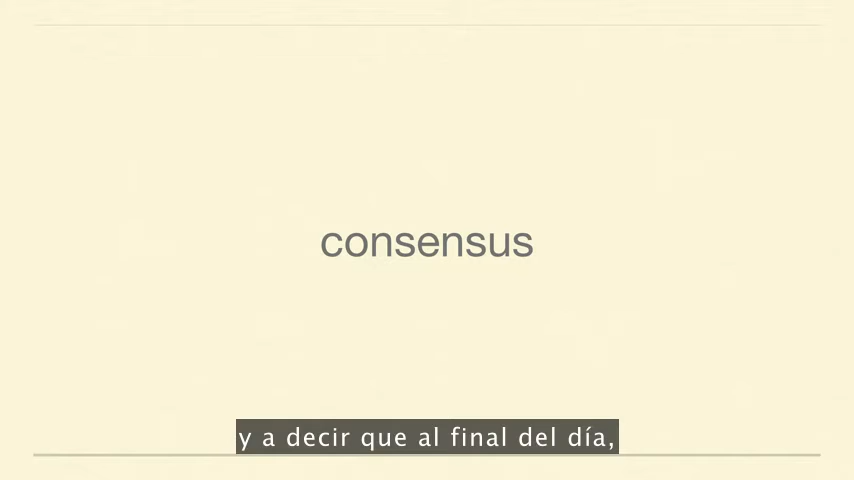 consensus
y a decir que al final del día,